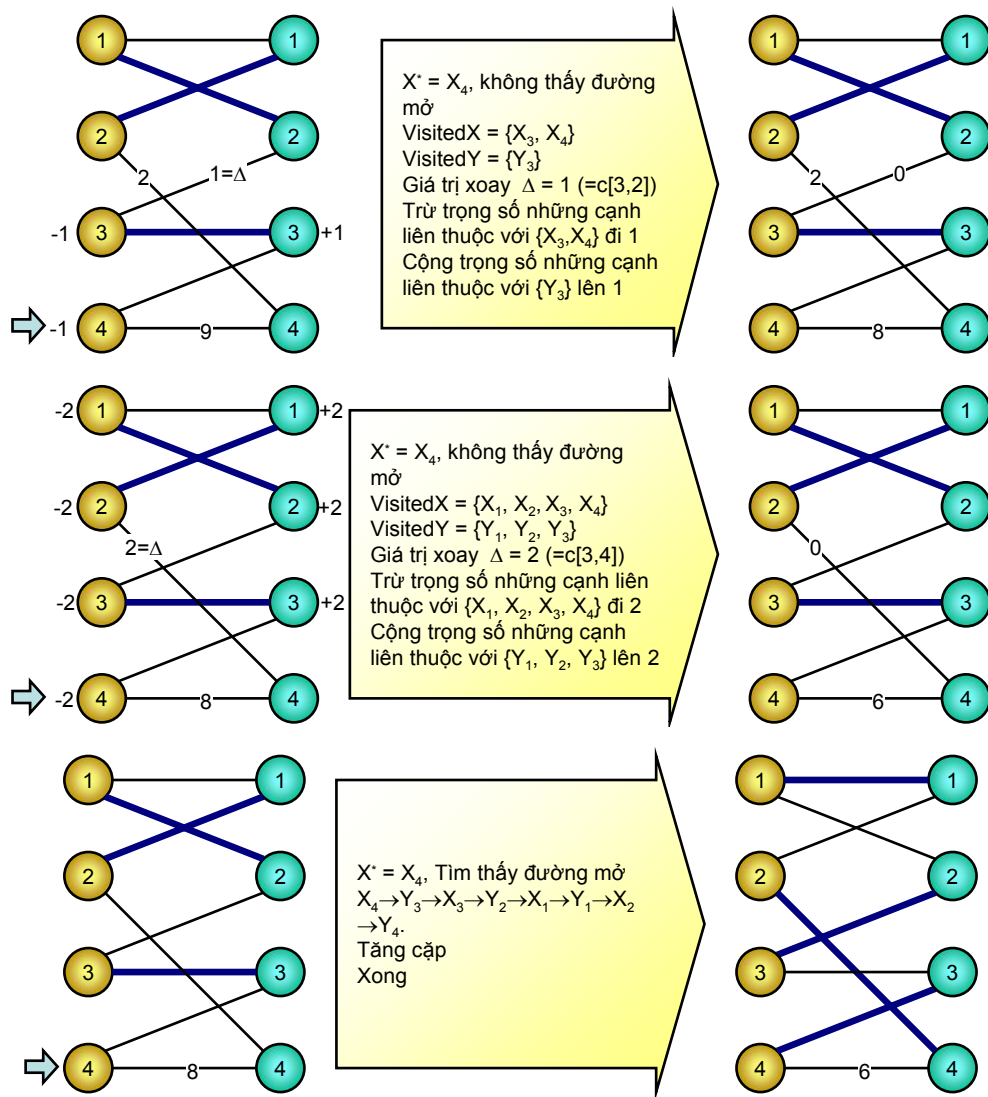 1 1
2 2
2 1=Δ
-1 3 3 +1
-1 4 9 4
X* = X₄, không thấy đường
mở
VisitedX = {X₃, X₄}
VisitedY = {Y₃}
Giá trị xoay Δ = 1 (=c[3,2])
Trừ trọng số những cạnh
liên thuộc với {X₃,X₄} đi 1
Cộng trọng số những cạnh
liên thuộc với {Y₃} lên 1
1 1
2 2
2 0
3 3
4 8 4
-2 1 1 +2
-2 2 2 +2
2=Δ
-2 3 3 +2
-2 4 8 4
X* = X₄, không thấy đường
mở
VisitedX = {X₁, X₂, X₃, X₄}
VisitedY = {Y₁, Y₂, Y₃}
Giá trị xoay Δ = 2 (=c[3,4])
Trừ trọng số những cạnh liên
thuộc với {X₁, X₂, X₃, X₄} đi 2
Cộng trọng số những cạnh
liên thuộc với {Y₁, Y₂, Y₃} lên 2
1 1
2 2
0
3 3
4 6 4
1 1
2 2
3 3
4 8 4
X* = X₄, Tìm thấy đường mở
X₄→Y₃→X₃→Y₂→X₁→Y₁→X₂
→Y₄.
Tăng cặp
Xong
1 1
2 2
3 3
4 6 4